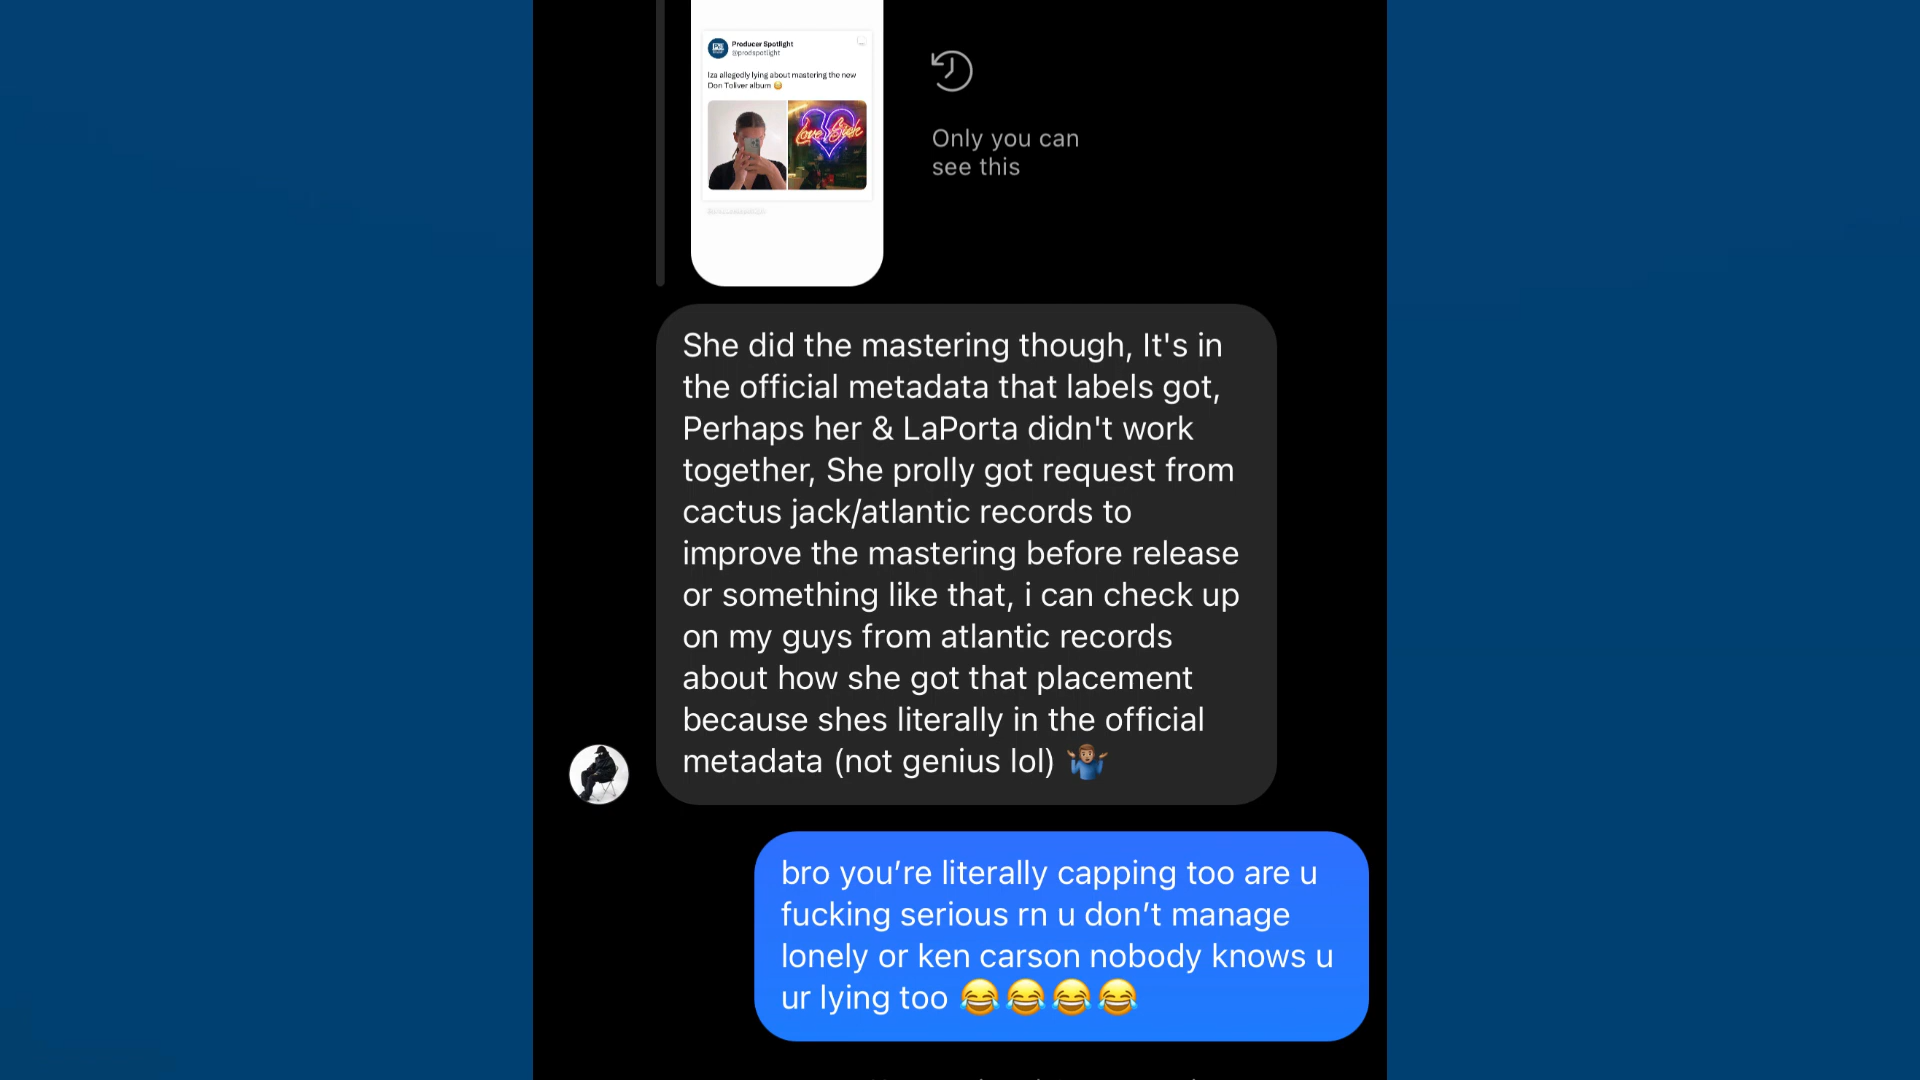 Producer Spotlight
@prodspotlight
Iza allegedly lying about mastering the new
Don Toliver album 😳
Love Sick
Only you can
see this
She did the mastering though, It's in
the official metadata that labels got,
Perhaps her & LaPorta didn't work
together, She prolly got request from
cactus jack/atlantic records to
improve the mastering before release
or something like that, i can check up
on my guys from atlantic records
about how she got that placement
because shes literally in the official
metadata (not genius lol) 🤷🏽‍♂️
bro you’re literally capping too are u
fucking serious rn u don’t manage
lonely or ken carson nobody knows u
ur lying too 😂😂😂😂